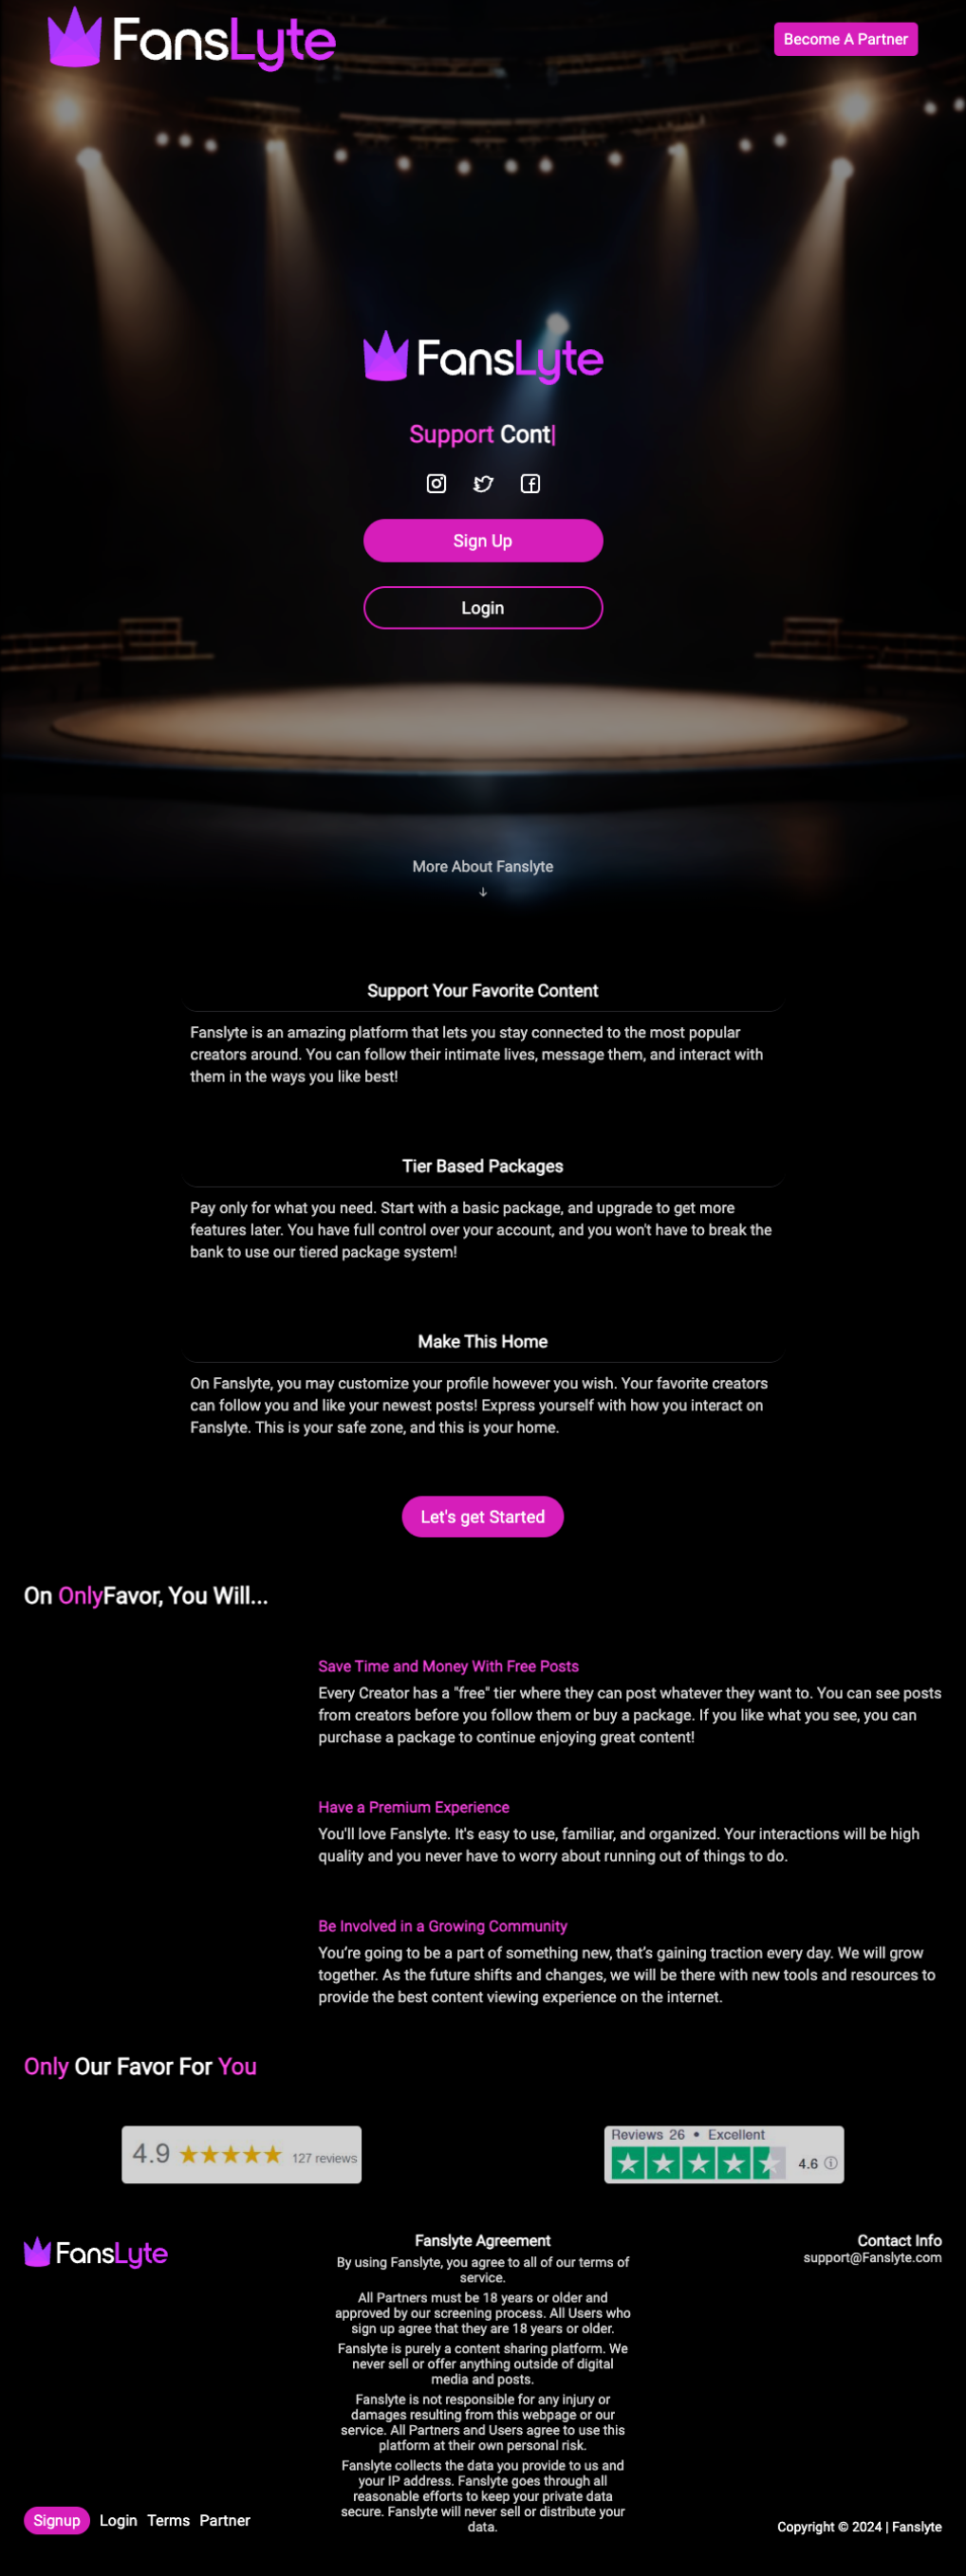 FansLyte
Become A Partner
FansLyte
Support Cont|
Sign Up
Login
More About Fanslyte
↓
Support Your Favorite Content
Fanslyte is an amazing platform that lets you stay connected to the most popular
creators around. You can follow their intimate lives, message them, and interact with
them in the ways you like best!
Tier Based Packages
Pay only for what you need. Start with a basic package, and upgrade to get more
features later. You have full control over your account, and you won't have to break the
bank to use our tiered package system!
Make This Home
On Fanslyte, you may customize your profile however you wish. Your favorite creators
can follow you and like your newest posts! Express yourself with how you interact on
Fanslyte. This is your safe zone, and this is your home.
Let's get Started
On OnlyFavor, You Will...
Save Time and Money With Free Posts
Every Creator has a "free" tier where they can post whatever they want to. You can see posts
from creators before you follow them or buy a package. If you like what you see, you can
purchase a package to continue enjoying great content!
Have a Premium Experience
You'll love Fanslyte. It's easy to use, familiar, and organized. Your interactions will be high
quality and you never have to worry about running out of things to do.
Be Involved in a Growing Community
You’re going to be a part of something new, that’s gaining traction every day. We will grow
together. As the future shifts and changes, we will be there with new tools and resources to
provide the best content viewing experience on the internet.
Only Our Favor For You
4.9 127 reviews
Reviews 26 • Excellent
4.6
FansLyte
Fanslyte Agreement
By using Fanslyte, you agree to all of our terms of
service.
All Partners must be 18 years or older and
approved by our screening process. All Users who
sign up agree that they are 18 years or older.
Fanslyte is purely a content sharing platform. We
never sell or offer anything outside of digital
media and posts.
Fanslyte is not responsible for any injury or
damages resulting from this webpage or our
service. All Partners and Users agree to use this
platform at their own personal risk.
Fanslyte collects the data you provide to us and
your IP address. Fanslyte goes through all
reasonable efforts to keep your private data
secure. Fanslyte will never sell or distribute your
data.
Contact Info
support@Fanslyte.com
Signup Login Terms Partner
Copyright © 2024 | Fanslyte